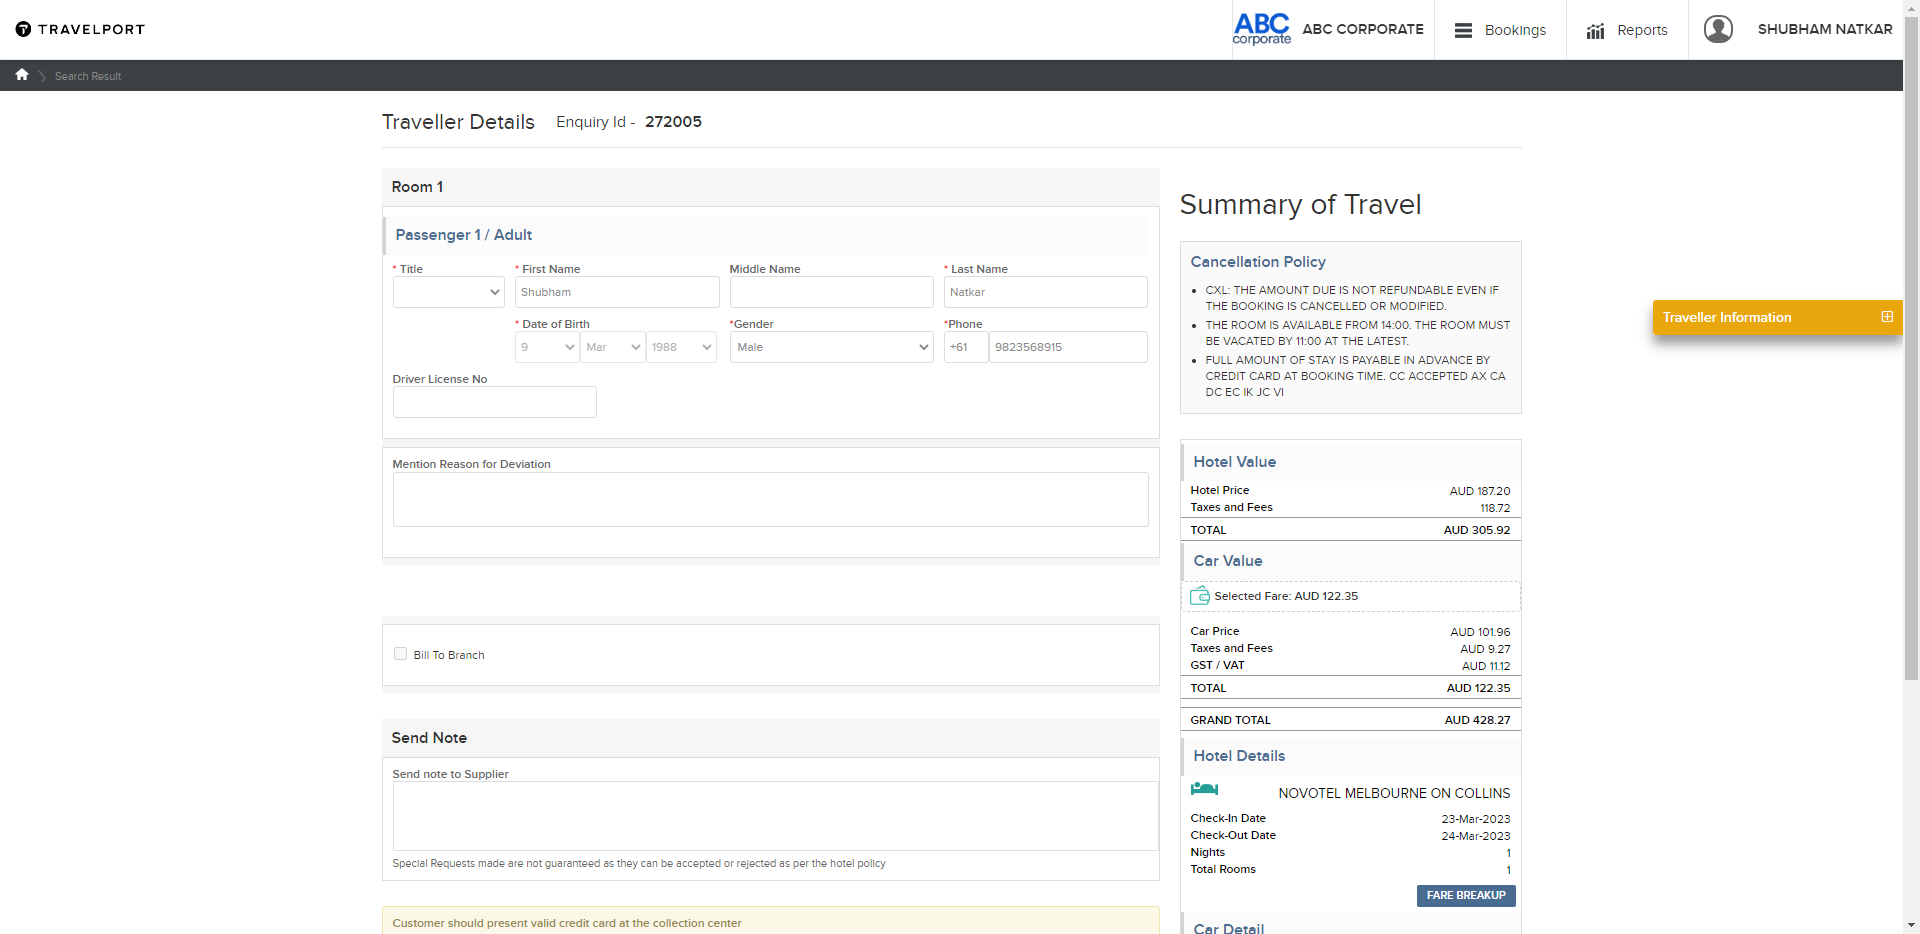 TRAVELPORT
ABC corporate
ABC CORPORATE
Bookings
Reports
SHUBHAM NATKAR
Search Result
Traveller Details Enquiry Id - 272005
Room 1
Passenger 1 / Adult
* Title
* First Name
Middle Name
* Last Name
Shubham
Natkar
* Date of Birth
*Gender
*Phone
9
Mar
1988
Male
+61
9823568915
Driver License No
Mention Reason for Deviation
Bill To Branch
Send Note
Send note to Supplier
Special Requests made are not guaranteed as they can be accepted or rejected as per the hotel policy
Customer should present valid credit card at the collection center
Summary of Travel
Cancellation Policy
• CXL: THE AMOUNT DUE IS NOT REFUNDABLE EVEN IF
THE BOOKING IS CANCELLED OR MODIFIED.
• THE ROOM IS AVAILABLE FROM 14:00. THE ROOM MUST
BE VACATED BY 11:00 AT THE LATEST.
• FULL AMOUNT OF STAY IS PAYABLE IN ADVANCE BY
CREDIT CARD AT BOOKING TIME. CC ACCEPTED AX CA
DC EC IK JC VI
Hotel Value
Hotel Price AUD 187.20
Taxes and Fees 118.72
TOTAL AUD 305.92
Car Value
Selected Fare: AUD 122.35
Car Price AUD 101.96
Taxes and Fees AUD 9.27
GST / VAT AUD 11.12
TOTAL AUD 122.35
GRAND TOTAL AUD 428.27
Hotel Details
NOVOTEL MELBOURNE ON COLLINS
Check-In Date 23-Mar-2023
Check-Out Date 24-Mar-2023
Nights 1
Total Rooms 1
FARE BREAKUP
Car Detail
Traveller Information